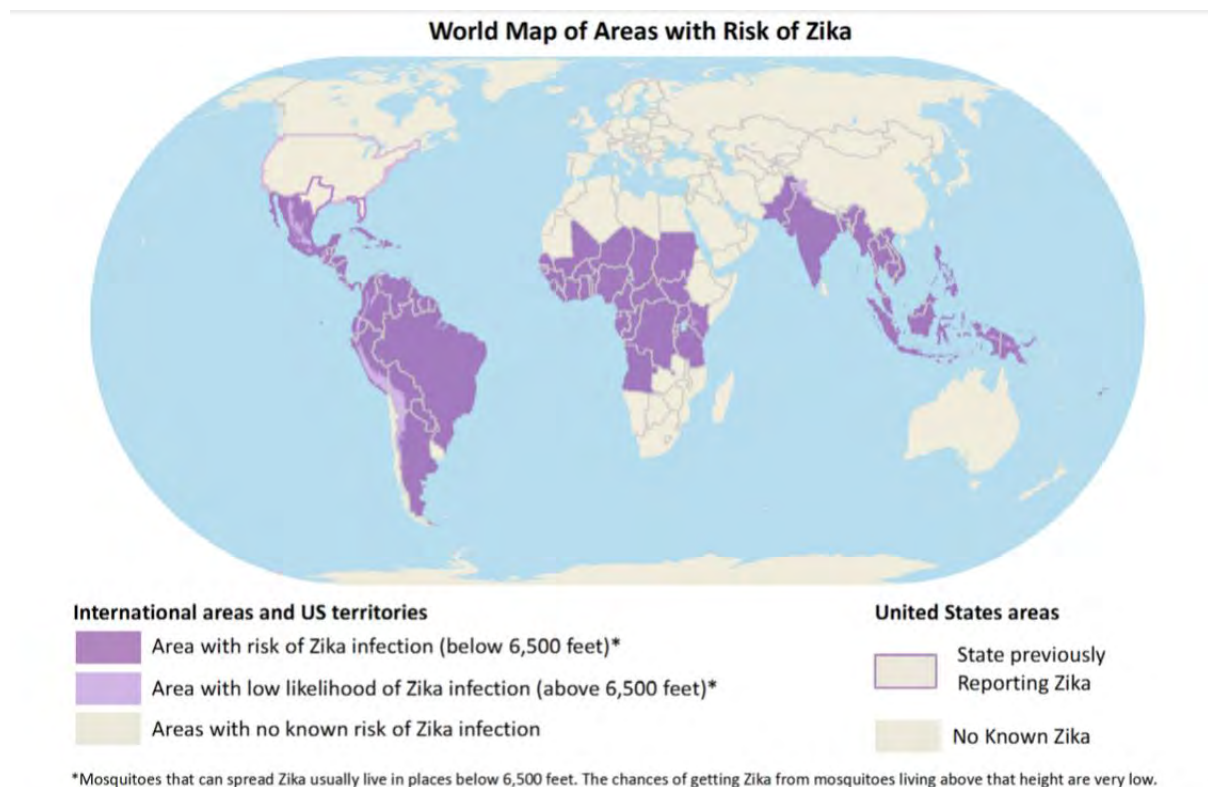 World Map of Areas with Risk of Zika
International areas and US territories
Area with risk of Zika infection (below 6,500 feet)*
Area with low likelihood of Zika infection (above 6,500 feet)*
Areas with no known risk of Zika infection
United States areas
State previously
Reporting Zika
No Known Zika
*Mosquitoes that can spread Zika usually live in places below 6,500 feet. The chances of getting Zika from mosquitoes living above that height are very low.